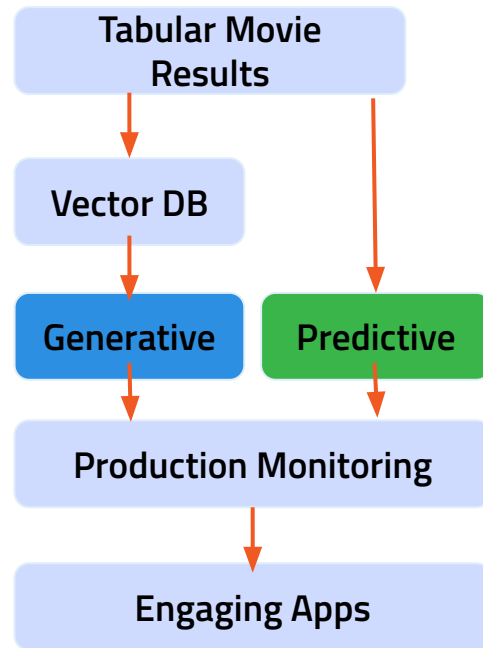 Tabular Movie
Results
Vector DB
Generative
Predictive
Production Monitoring
Engaging Apps